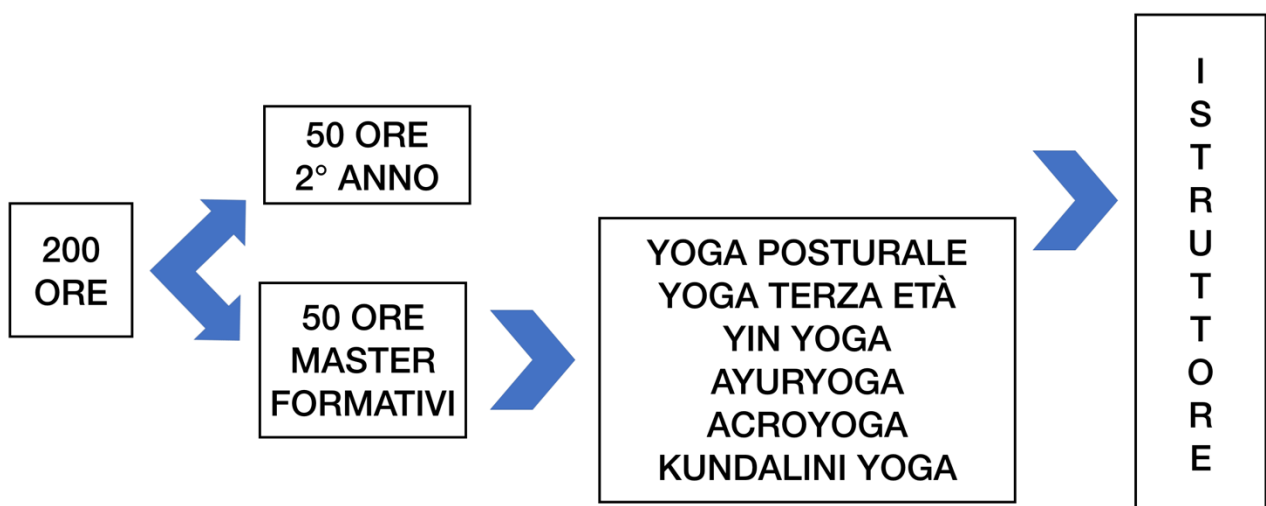 200
ORE
50 ORE
2° ANNO
50 ORE
MASTER
FORMATIVI
YOGA POSTURALE
YOGA TERZA ETÀ
YIN YOGA
AYURYOGA
ACROYOGA
KUNDALINI YOGA
I
S
T
R
U
T
T
O
R
E